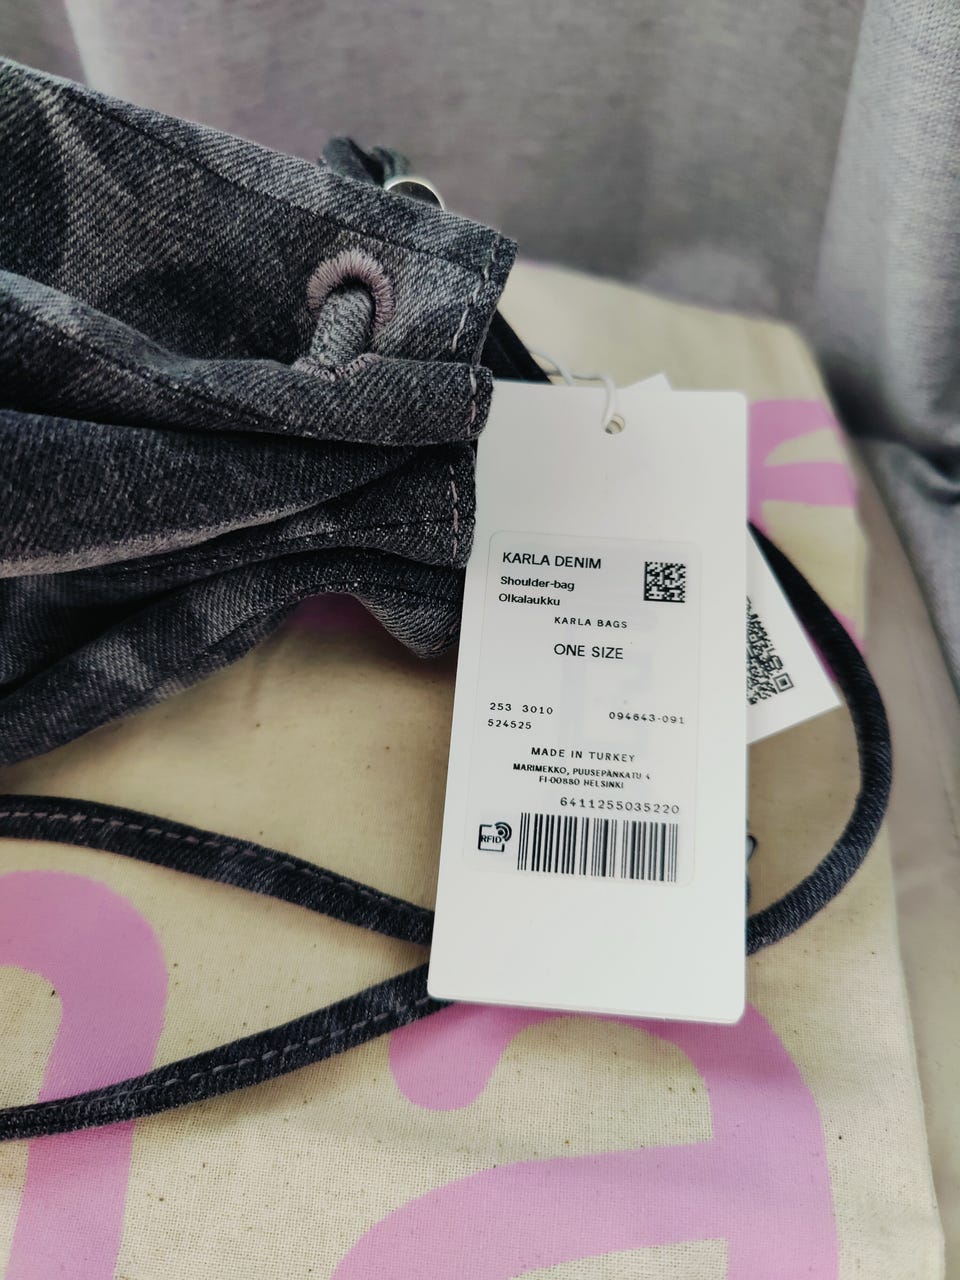 KARLA DENIM
Shoulder-bag
Olkalaukku
KARLA BAGS
ONE SIZE
253 3010
094643-091
524525
MADE IN TURKEY
MARIMEKKO, PUUSEPÄNKATU 4
FI-00880 HELSINKI
6411255035220
RFID